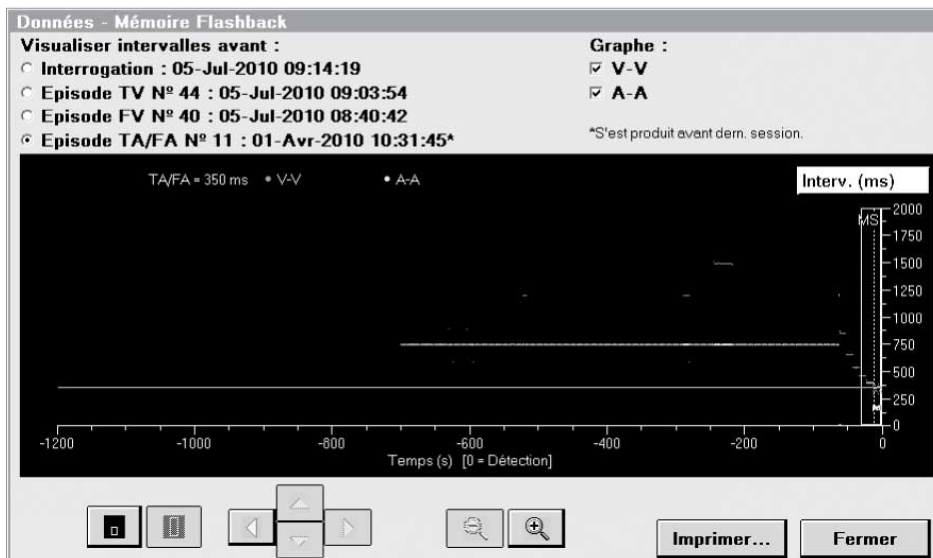 Données - Mémoire Flashback
Visualiser intervalles avant :
Interrogation : 05-Jul-2010 09:14:19
Episode TV Nº 44 : 05-Jul-2010 09:03:54
Episode FV Nº 40 : 05-Jul-2010 08:40:42
Episode TA/FA Nº 11 : 01-Avr-2010 10:31:45*
Graphe :
V-V
A-A
*S'est produit avant dern. session.
TA/FA = 350 ms • V-V • A-A
Interv. (ms)
MS
2000
1750
1500
1250
1000
750
500
250
0
-1200 -1000 -800 -600 -400 -200 0
Temps (s) [0 = Détection]
Imprimer... Fermer